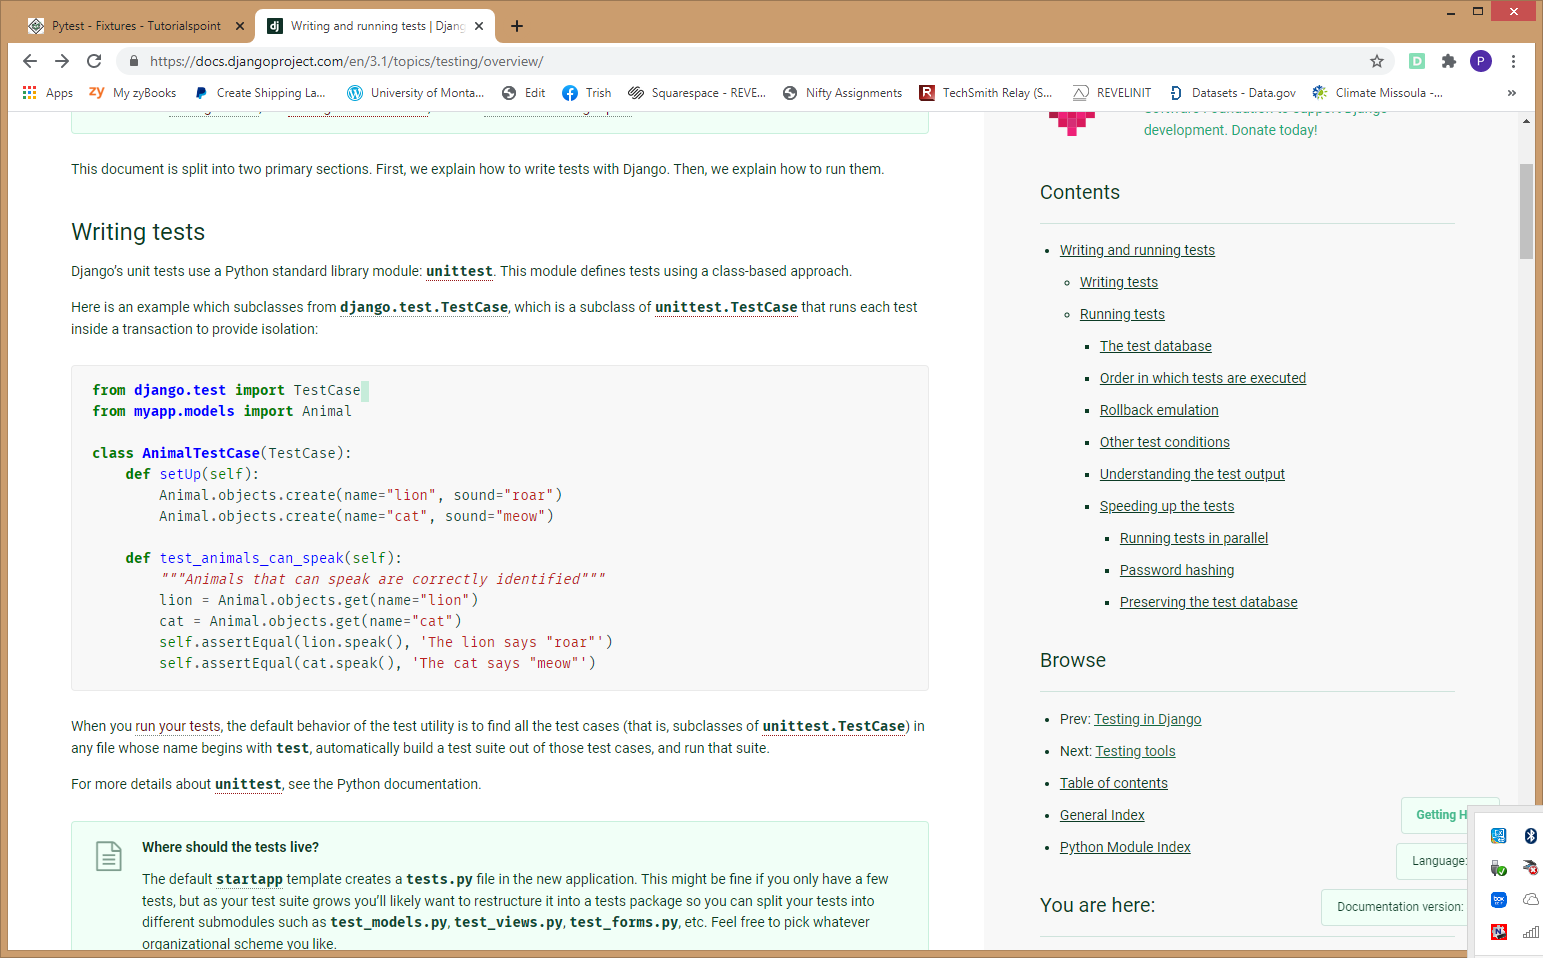 Pytest - Fixtures - Tutorialspoint
Writing and running tests | Djang
https://docs.djangoproject.com/en/3.1/topics/testing/overview/
P
Apps
My zyBooks
Create Shipping La...
University of Monta...
Edit
Trish
Squarespace - REVE...
Nifty Assignments
TechSmith Relay (S...
REVELINIT
Datasets - Data.gov
Climate Missoula -...
»
This document is split into two primary sections. First, we explain how to write tests with Django. Then, we explain how to run them.
Writing tests
Django's unit tests use a Python standard library module: unittest. This module defines tests using a class-based approach.
Here is an example which subclasses from django.test.TestCase, which is a subclass of unittest.TestCase that runs each test
inside a transaction to provide isolation:
from django.test import TestCase
from myapp.models import Animal
class AnimalTestCase(TestCase):
def setUp(self):
Animal.objects.create(name="lion", sound="roar")
Animal.objects.create(name="cat", sound="meow")
def test_animals_can_speak(self):
"""Animals that can speak are correctly identified"""
lion = Animal.objects.get(name="lion")
cat = Animal.objects.get(name="cat")
self.assertEqual(lion.speak(), 'The lion says "roar"')
self.assertEqual(cat.speak(), 'The cat says "meow"')
When you run your tests, the default behavior of the test utility is to find all the test cases (that is, subclasses of unittest.TestCase) in
any file whose name begins with test, automatically build a test suite out of those test cases, and run that suite.
For more details about unittest, see the Python documentation.
Where should the tests live?
The default startapp template creates a tests.py file in the new application. This might be fine if you only have a few
tests, but as your test suite grows you'll likely want to restructure it into a tests package so you can split your tests into
different submodules such as test_models.py, test_views.py, test_forms.py, etc. Feel free to pick whatever
organizational scheme you like.
Software Foundation to support Django
development. Donate today!
Contents
Writing and running tests
Writing tests
Running tests
The test database
Order in which tests are executed
Rollback emulation
Other test conditions
Understanding the test output
Speeding up the tests
Running tests in parallel
Password hashing
Preserving the test database
Browse
Prev: Testing in Django
Next: Testing tools
Table of contents
General Index
Python Module Index
You are here:
Getting H
Language:
Documentation version: